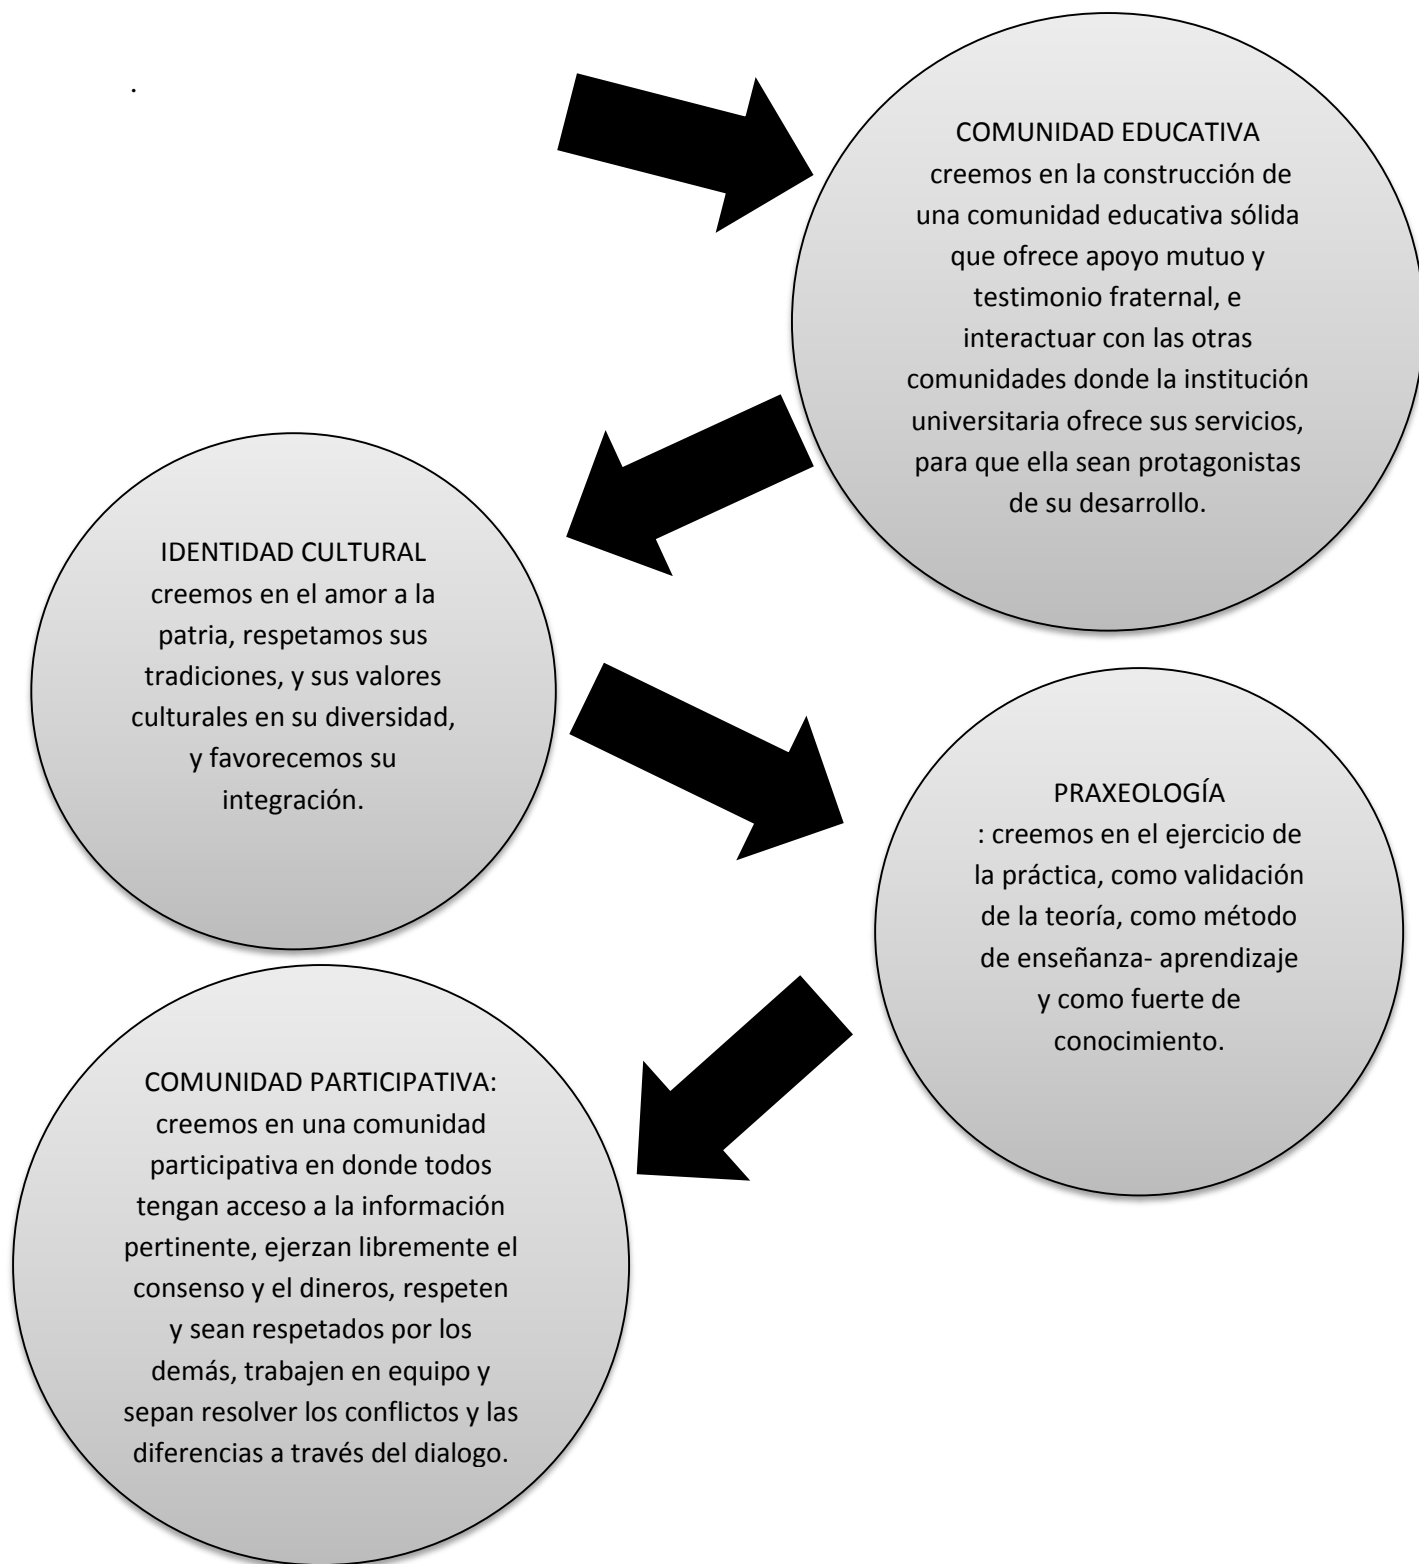 .
COMUNIDAD EDUCATIVA
creemos en la construcción de
una comunidad educativa sólida
que ofrece apoyo mutuo y
testimonio fraternal, e
interactuar con las otras
comunidades donde la institución
universitaria ofrece sus servicios,
para que ella sean protagonistas
de su desarrollo.
IDENTIDAD CULTURAL
creemos en el amor a la
patria, respetamos sus
tradiciones, y sus valores
culturales en su diversidad,
y favorecemos su
integración.
PRAXEOLOGÍA
: creemos en el ejercicio de
la práctica, como validación
de la teoría, como método
de enseñanza- aprendizaje
y como fuerte de
conocimiento.
COMUNIDAD PARTICIPATIVA:
creemos en una comunidad
participativa en donde todos
tengan acceso a la información
pertinente, ejerzan libremente el
consenso y el dineros, respeten
y sean respetados por los
demás, trabajen en equipo y
sepan resolver los conflictos y las
diferencias a través del dialogo.